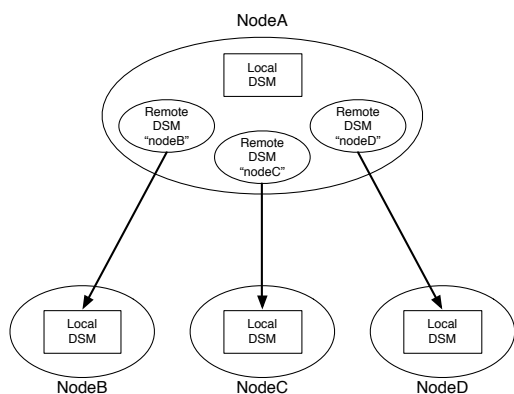 NodeA
Local
DSM
Remote
DSM
“nodeB”
Remote
DSM
“nodeC”
Remote
DSM
“nodeD”
Local
DSM
NodeB
Local
DSM
NodeC
Local
DSM
NodeD